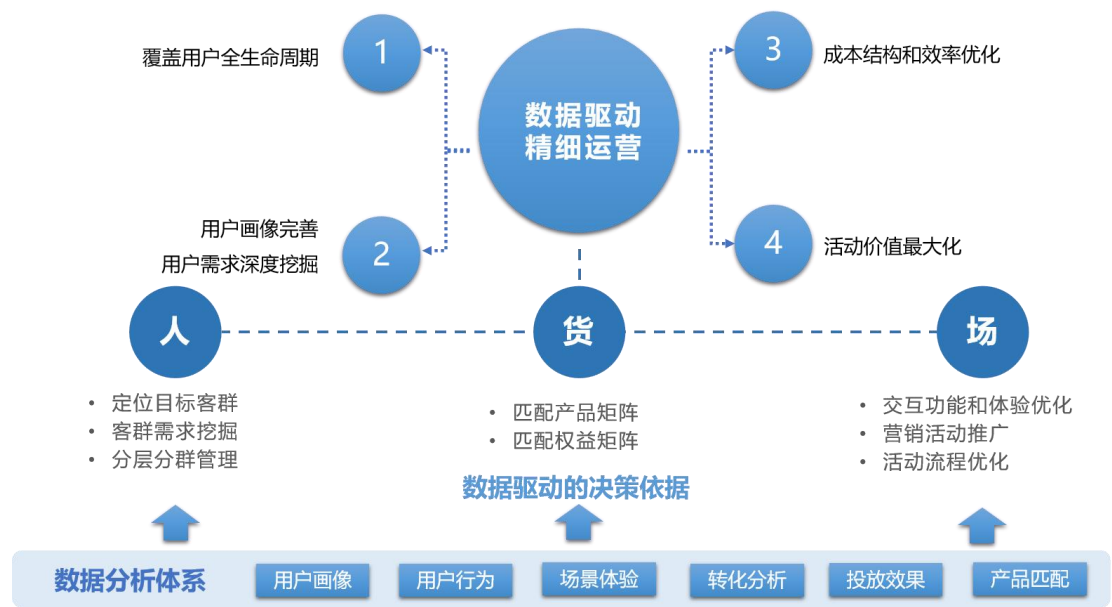 覆盖用户全生命周期
1
数据驱动
精细运营
3
成本结构和效率优化
用户画像完善
用户需求深度挖掘
2
4
活动价值最大化
人
货
场
• 定位目标客群
• 客群需求挖掘
• 分层分群管理
• 匹配产品矩阵
• 匹配权益矩阵
• 交互功能和体验优化
• 营销活动推广
• 活动流程优化
数据驱动的决策依据
数据分析体系
用户画像
用户行为
场景体验
转化分析
投放效果
产品匹配